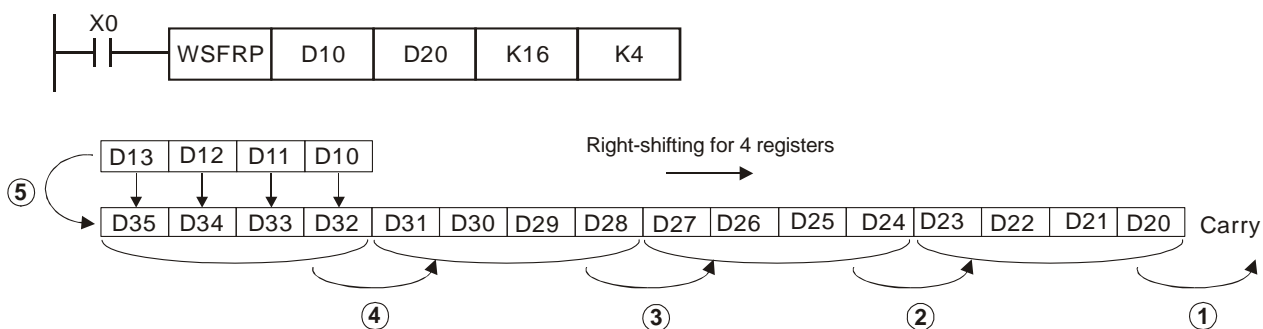 X0
WSFRP D10 D20 K16 K4
Right-shifting for 4 registers
D13 D12 D11 D10
5
D35 D34 D33 D32 D31 D30 D29 D28 D27 D26 D25 D24 D23 D22 D21 D20 Carry
4 3 2 1